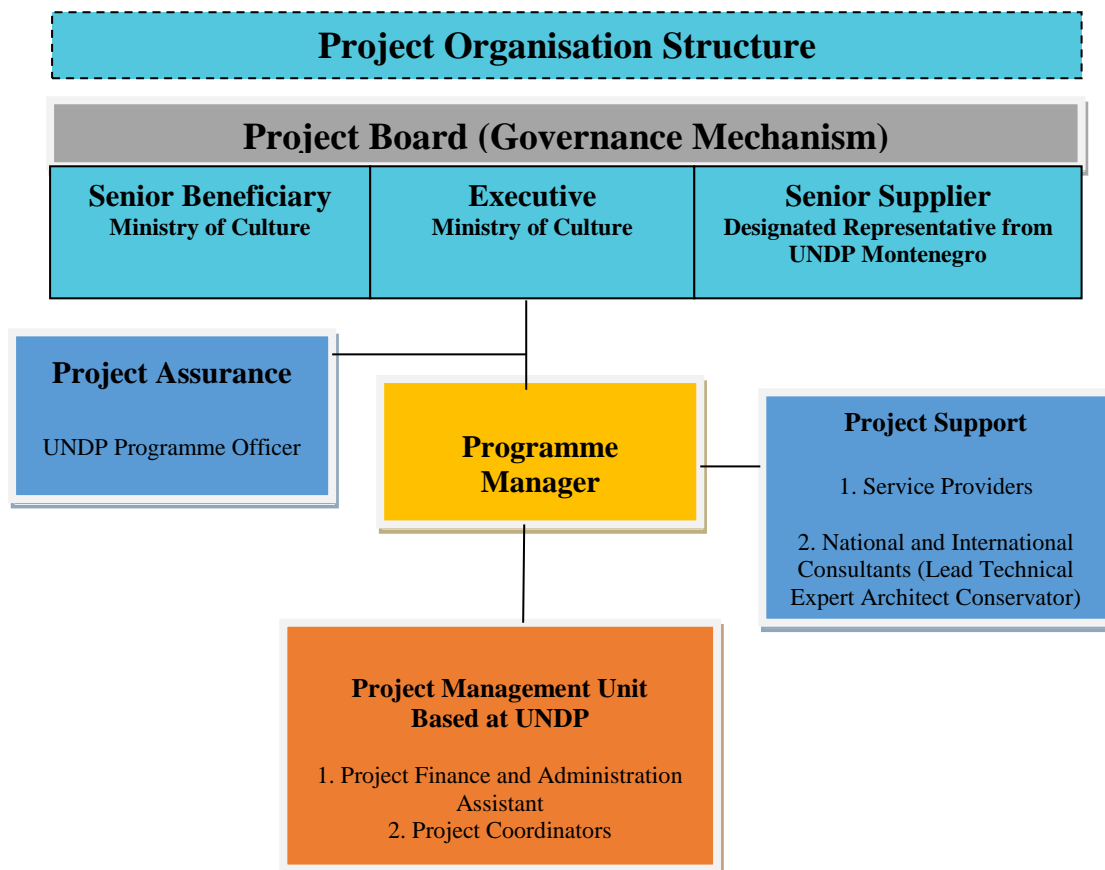 Project Organisation Structure
Project Board (Governance Mechanism)
Senior Beneficiary
Ministry of Culture
Executive
Ministry of Culture
Senior Supplier
Designated Representative from
UNDP Montenegro
Project Assurance
UNDP Programme Officer
Programme
Manager
Project Support
1. Service Providers
2. National and International
Consultants (Lead Technical
Expert Architect Conservator)
Project Management Unit
Based at UNDP
1. Project Finance and Administration
Assistant
2. Project Coordinators